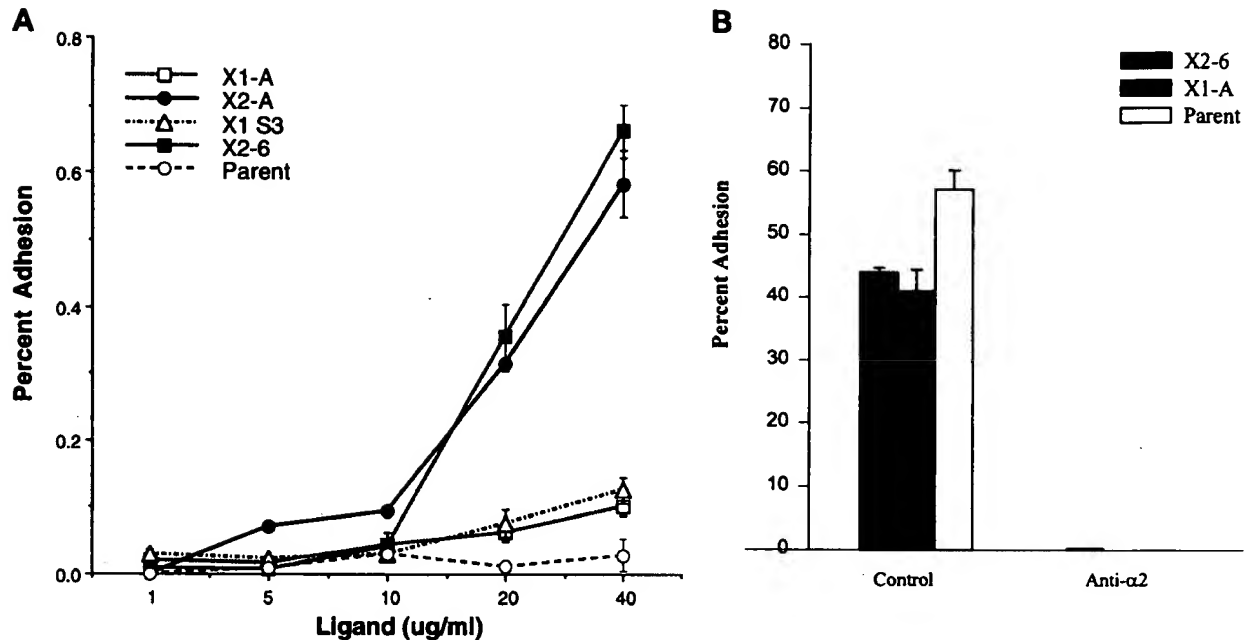 A
0.8
0.6
0.4
0.2
0.0
Percent Adhesion
X1-A
X2-A
X1 S3
X2-6
Parent
1 5 10 20 40
Ligand (ug/ml)
B
80
70
60
50
40
30
20
10
0
Percent Adhesion
X2-6
X1-A
Parent
Control Anti-α2